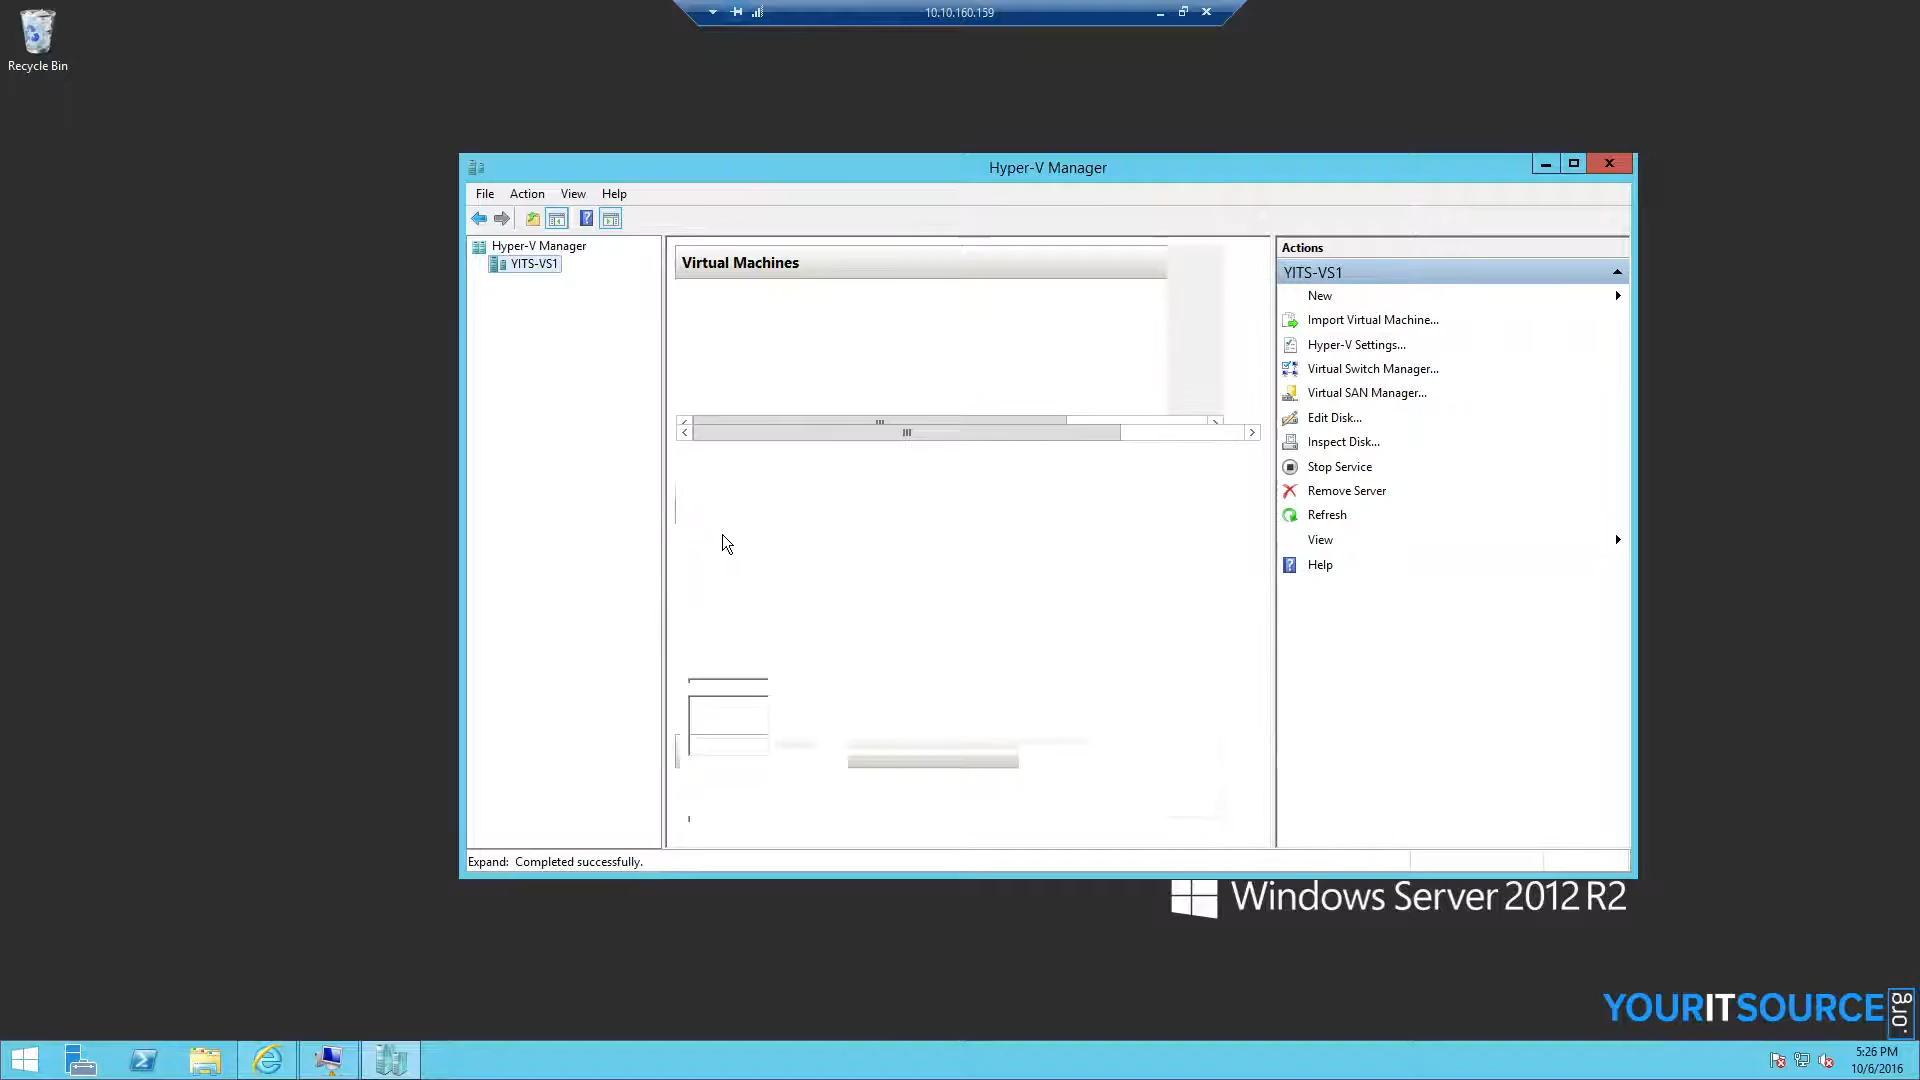 10.10.160.159
Recycle Bin
Hyper-V Manager
File Action View Help
Hyper-V Manager
YITS-VS1
Virtual Machines
Actions
YITS-VS1
New
Import Virtual Machine...
Hyper-V Settings...
Virtual Switch Manager...
Virtual SAN Manager...
Edit Disk...
Inspect Disk...
Stop Service
Remove Server
Refresh
View
Help
Expand: Completed successfully.
Windows Server 2012 R2
YOURITSOURCE.org
5:26 PM
10/6/2016